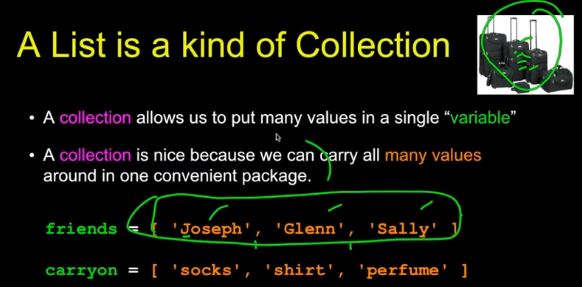 A List is a kind of Collection
• A collection allows us to put many values in a single “variable”
• A collection is nice because we can carry all many values
around in one convenient package.
friends = [ 'Joseph', 'Glenn', 'Sally' ]
carryon = [ 'socks', 'shirt', 'perfume' ]